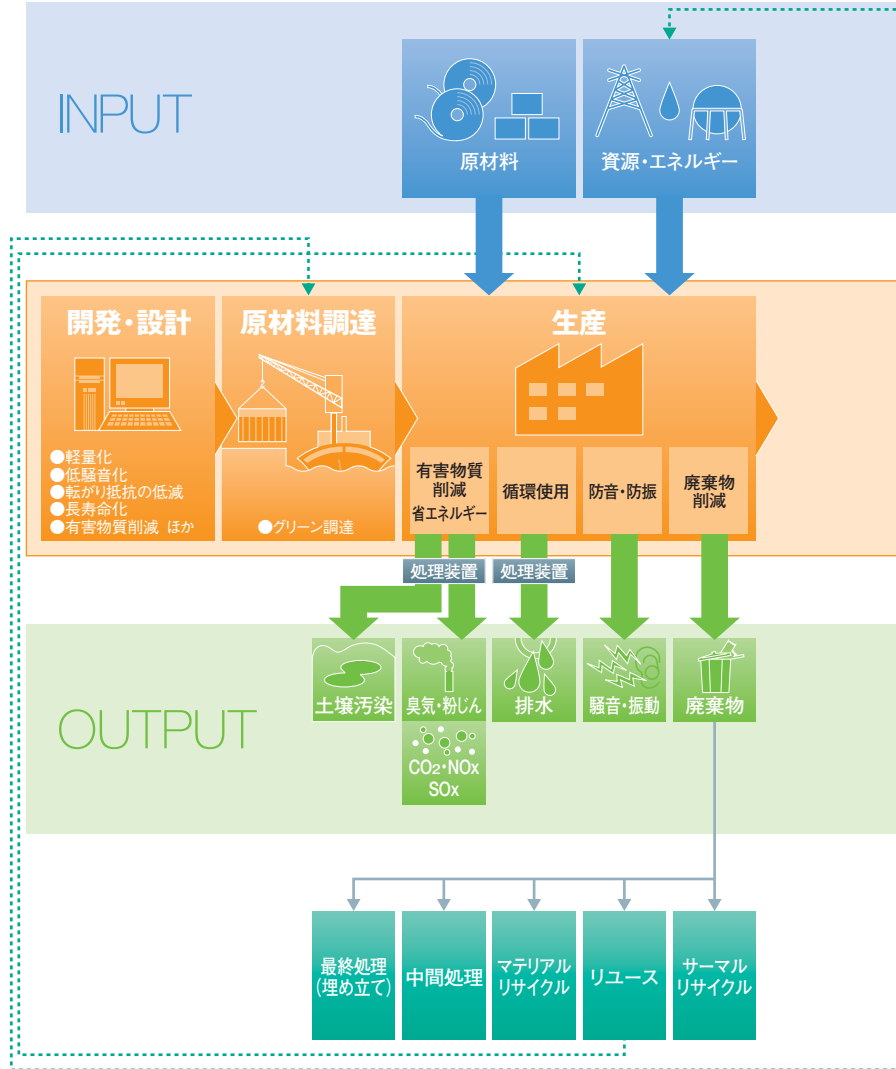 INPUT
原材料
資源・エネルギー
開発・設計
●軽量化
●低騒音化
●転がり抵抗の低減
●長寿命化
●有害物質削減 ほか
原材料調達
●グリーン調達
生産
有害物質
削減
省エネルギー
循環使用
防音・防振
廃棄物
削減
処理装置
処理装置
OUTPUT
土壌汚染
臭気・粉じん
排水
騒音・振動
廃棄物
CO2・NOx
SOx
最終処理
(埋め立て)
中間処理
マテリアル
リサイクル
リユース
サーマル
リサイクル